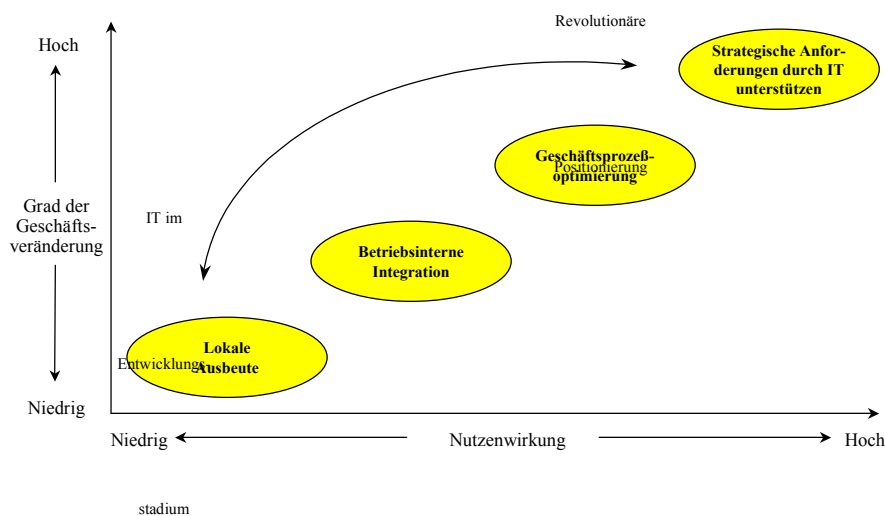 Revolutionäre
Hoch
Strategische Anfor-
derungen durch IT
unterstützen
Geschäftsprozeß-
optimierung
Positionierung
Grad der
Geschäfts-
veränderung
IT im
Betriebsinterne
Integration
Lokale
Ausbeute
Entwicklungs
Niedrig
Niedrig
Nutzenwirkung
Hoch
stadium